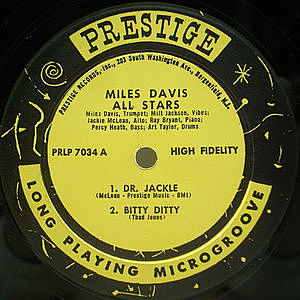 PRESTIGE
PRESTIGE RECORDS, Inc., 203 South Washington Ave., Bergenfield, N.J.
MILES DAVIS
ALL STARS
Miles Davis, Trumpet; Milt Jackson, Vibes;
Jackie McLean, Alto; Ray Bryant, Piano;
Percy Heath, Bass; Art Taylor, Drums
PRLP 7034 A
HIGH FIDELITY
1. DR. JACKLE
(McLean - Prestige Music - BMI)
2. BITTY DITTY
(Thad Jones)
LONG PLAYING MICROGROOVE